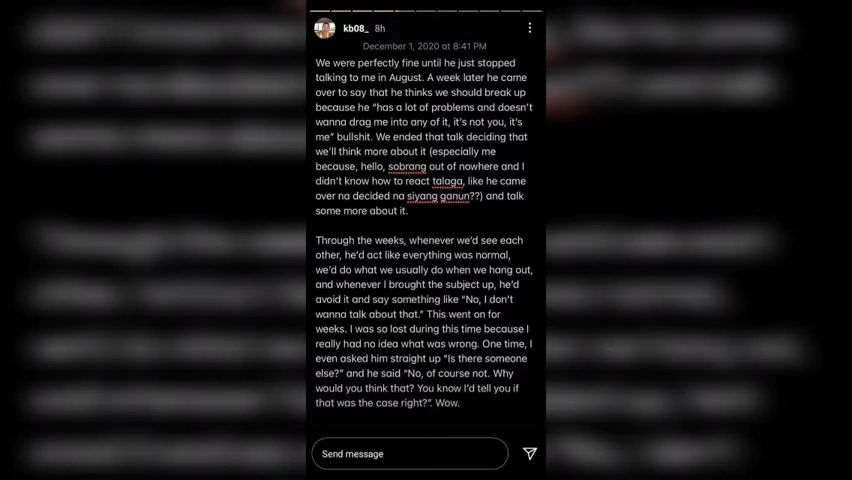 kb08_ 8h
December 1, 2020 at 8:41 PM
We were perfectly fine until he just stopped
talking to me in August. A week later he came
over to say that he thinks we should break up
because he “has a lot of problems and doesn’t
wanna drag me into any of it, it’s not you, it’s
me” bullshit. We ended that talk deciding that
we’ll think more about it (especially me
because, hello, sobrang out of nowhere and I
didn’t know how to react talaga, like he came
over na decided na siyang ganun??) and talk
some more about it.
Through the weeks, whenever we’d see each
other, he’d act like everything was normal,
we’d do what we usually do when we hang out,
and whenever I brought the subject up, he’d
avoid it and say something like “No, I don’t
wanna talk about that.” This went on for
weeks. I was so lost during this time because I
really had no idea what was wrong. One time, I
even asked him straight up “Is there someone
else?” and he said “No, of course not. Why
would you think that? You know I’d tell you if
that was the case right?”. Wow.
Send message